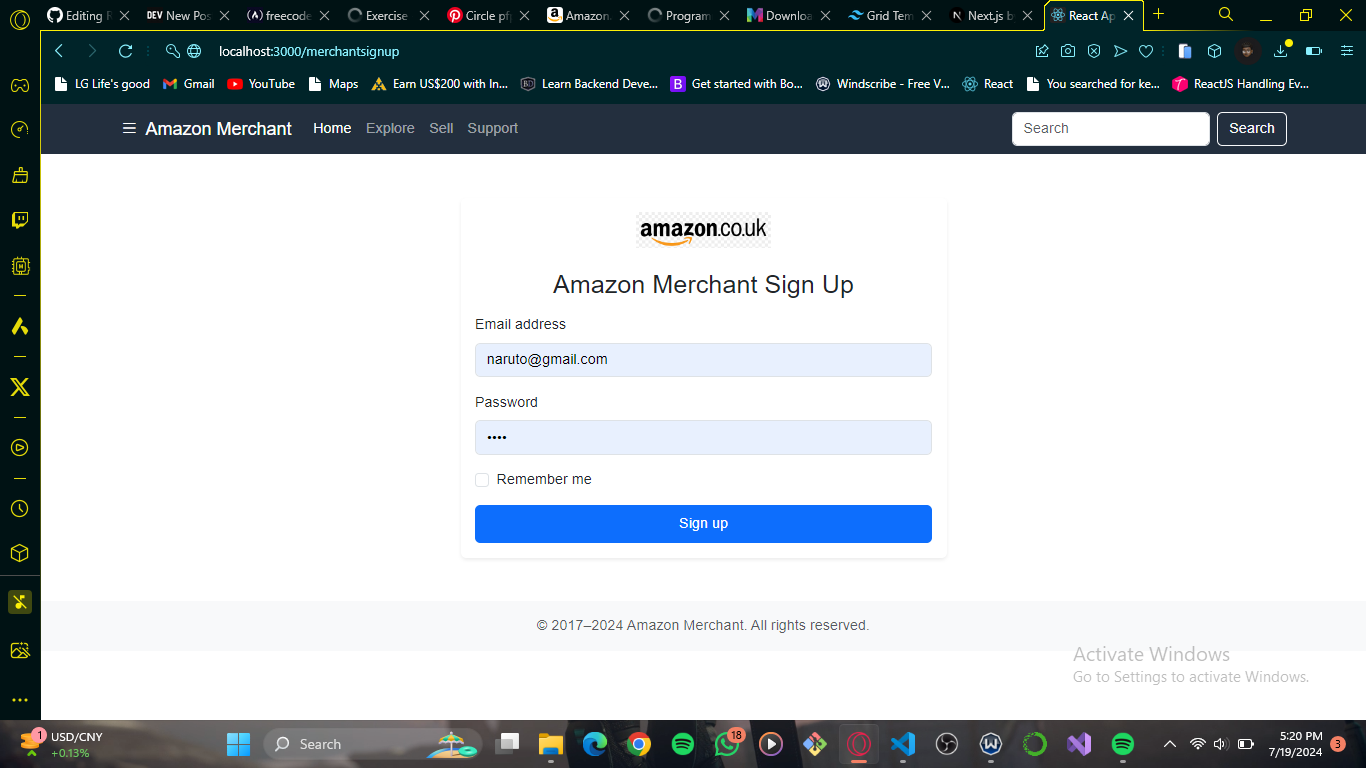 Editing R
DEV New Pos
(A) freecode
Exercise
Circle pfp
Amazon.
Program
Downloa
Grid Tem
Next.js b
React Ap
localhost:3000/merchantsignup
LG Life's good
Gmail
YouTube
Maps
Earn US$200 with In...
Learn Backend Deve...
B Get started with Bo...
Windscribe - Free V...
React
You searched for ke...
ReactJS Handling Ev...
Amazon Merchant
Home
Explore
Sell
Support
Search
Search
amazon.co.uk
Amazon Merchant Sign Up
Email address
naruto@gmail.com
Password
••••
Remember me
Sign up
© 2017–2024 Amazon Merchant. All rights reserved.
Activate Windows
Go to Settings to activate Windows.
1
USD/CNY
+0.13%
Search
18
5:20 PM
7/19/2024
3